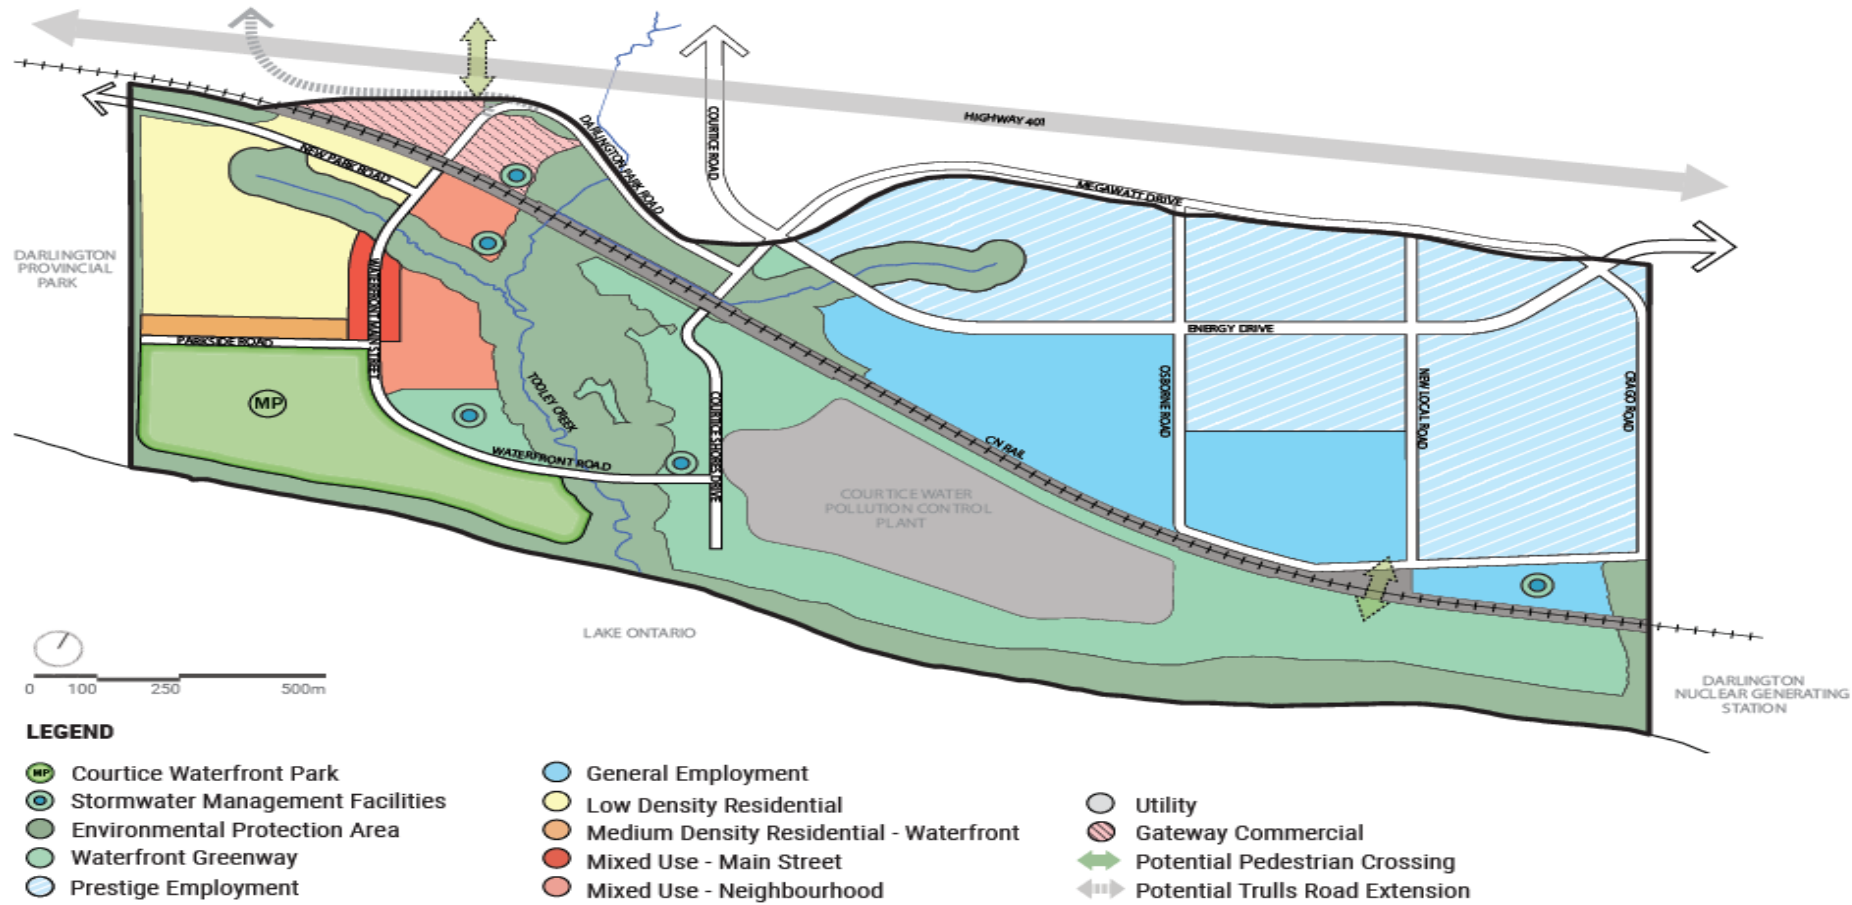 HIGHWAY 401
COURTICE ROAD
DARLINGTON PARK ROAD
NEW PARK ROAD
MEGAWATT DRIVE
DARLINGTON
PROVINCIAL
PARK
WATERFRONT MAIN STREET
PARKSIDE ROAD
ENERGY DRIVE
OSBORNE ROAD
NEW LOCAL ROAD
CRAGO ROAD
MP
TOOLEY CREEK
COURTICE SHORES DRIVE
WATERFRONT ROAD
CN RAIL
COURTICE WATER
POLLUTION CONTROL
PLANT
LAKE ONTARIO
DARLINGTON
NUCLEAR GENERATING
STATION
0 100 250 500m
LEGEND
MP Courtice Waterfront Park
Stormwater Management Facilities
Environmental Protection Area
Waterfront Greenway
Prestige Employment
General Employment
Low Density Residential
Medium Density Residential - Waterfront
Mixed Use - Main Street
Mixed Use - Neighbourhood
Utility
Gateway Commercial
Potential Pedestrian Crossing
Potential Trulls Road Extension